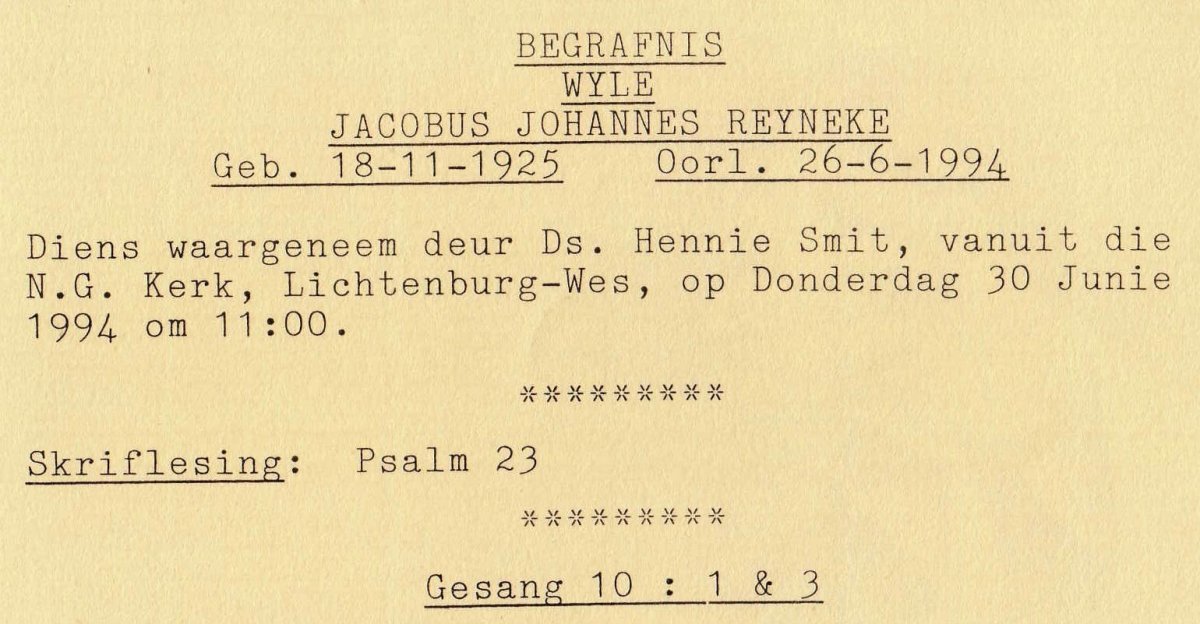 BEGRAFNIS
WYLE
JACOBUS JOHANNES REYNEKE
Geb. 18-11-1925 Oorl. 26-6-1994
Diens waargeneem deur Ds. Hennie Smit, vanuit die
N.G. Kerk, Lichtenburg-Wes, op Donderdag 30 Junie
1994 om 11:00.
*********
Skriflesing: Psalm 23
*********
Gesang 10 : 1 & 3